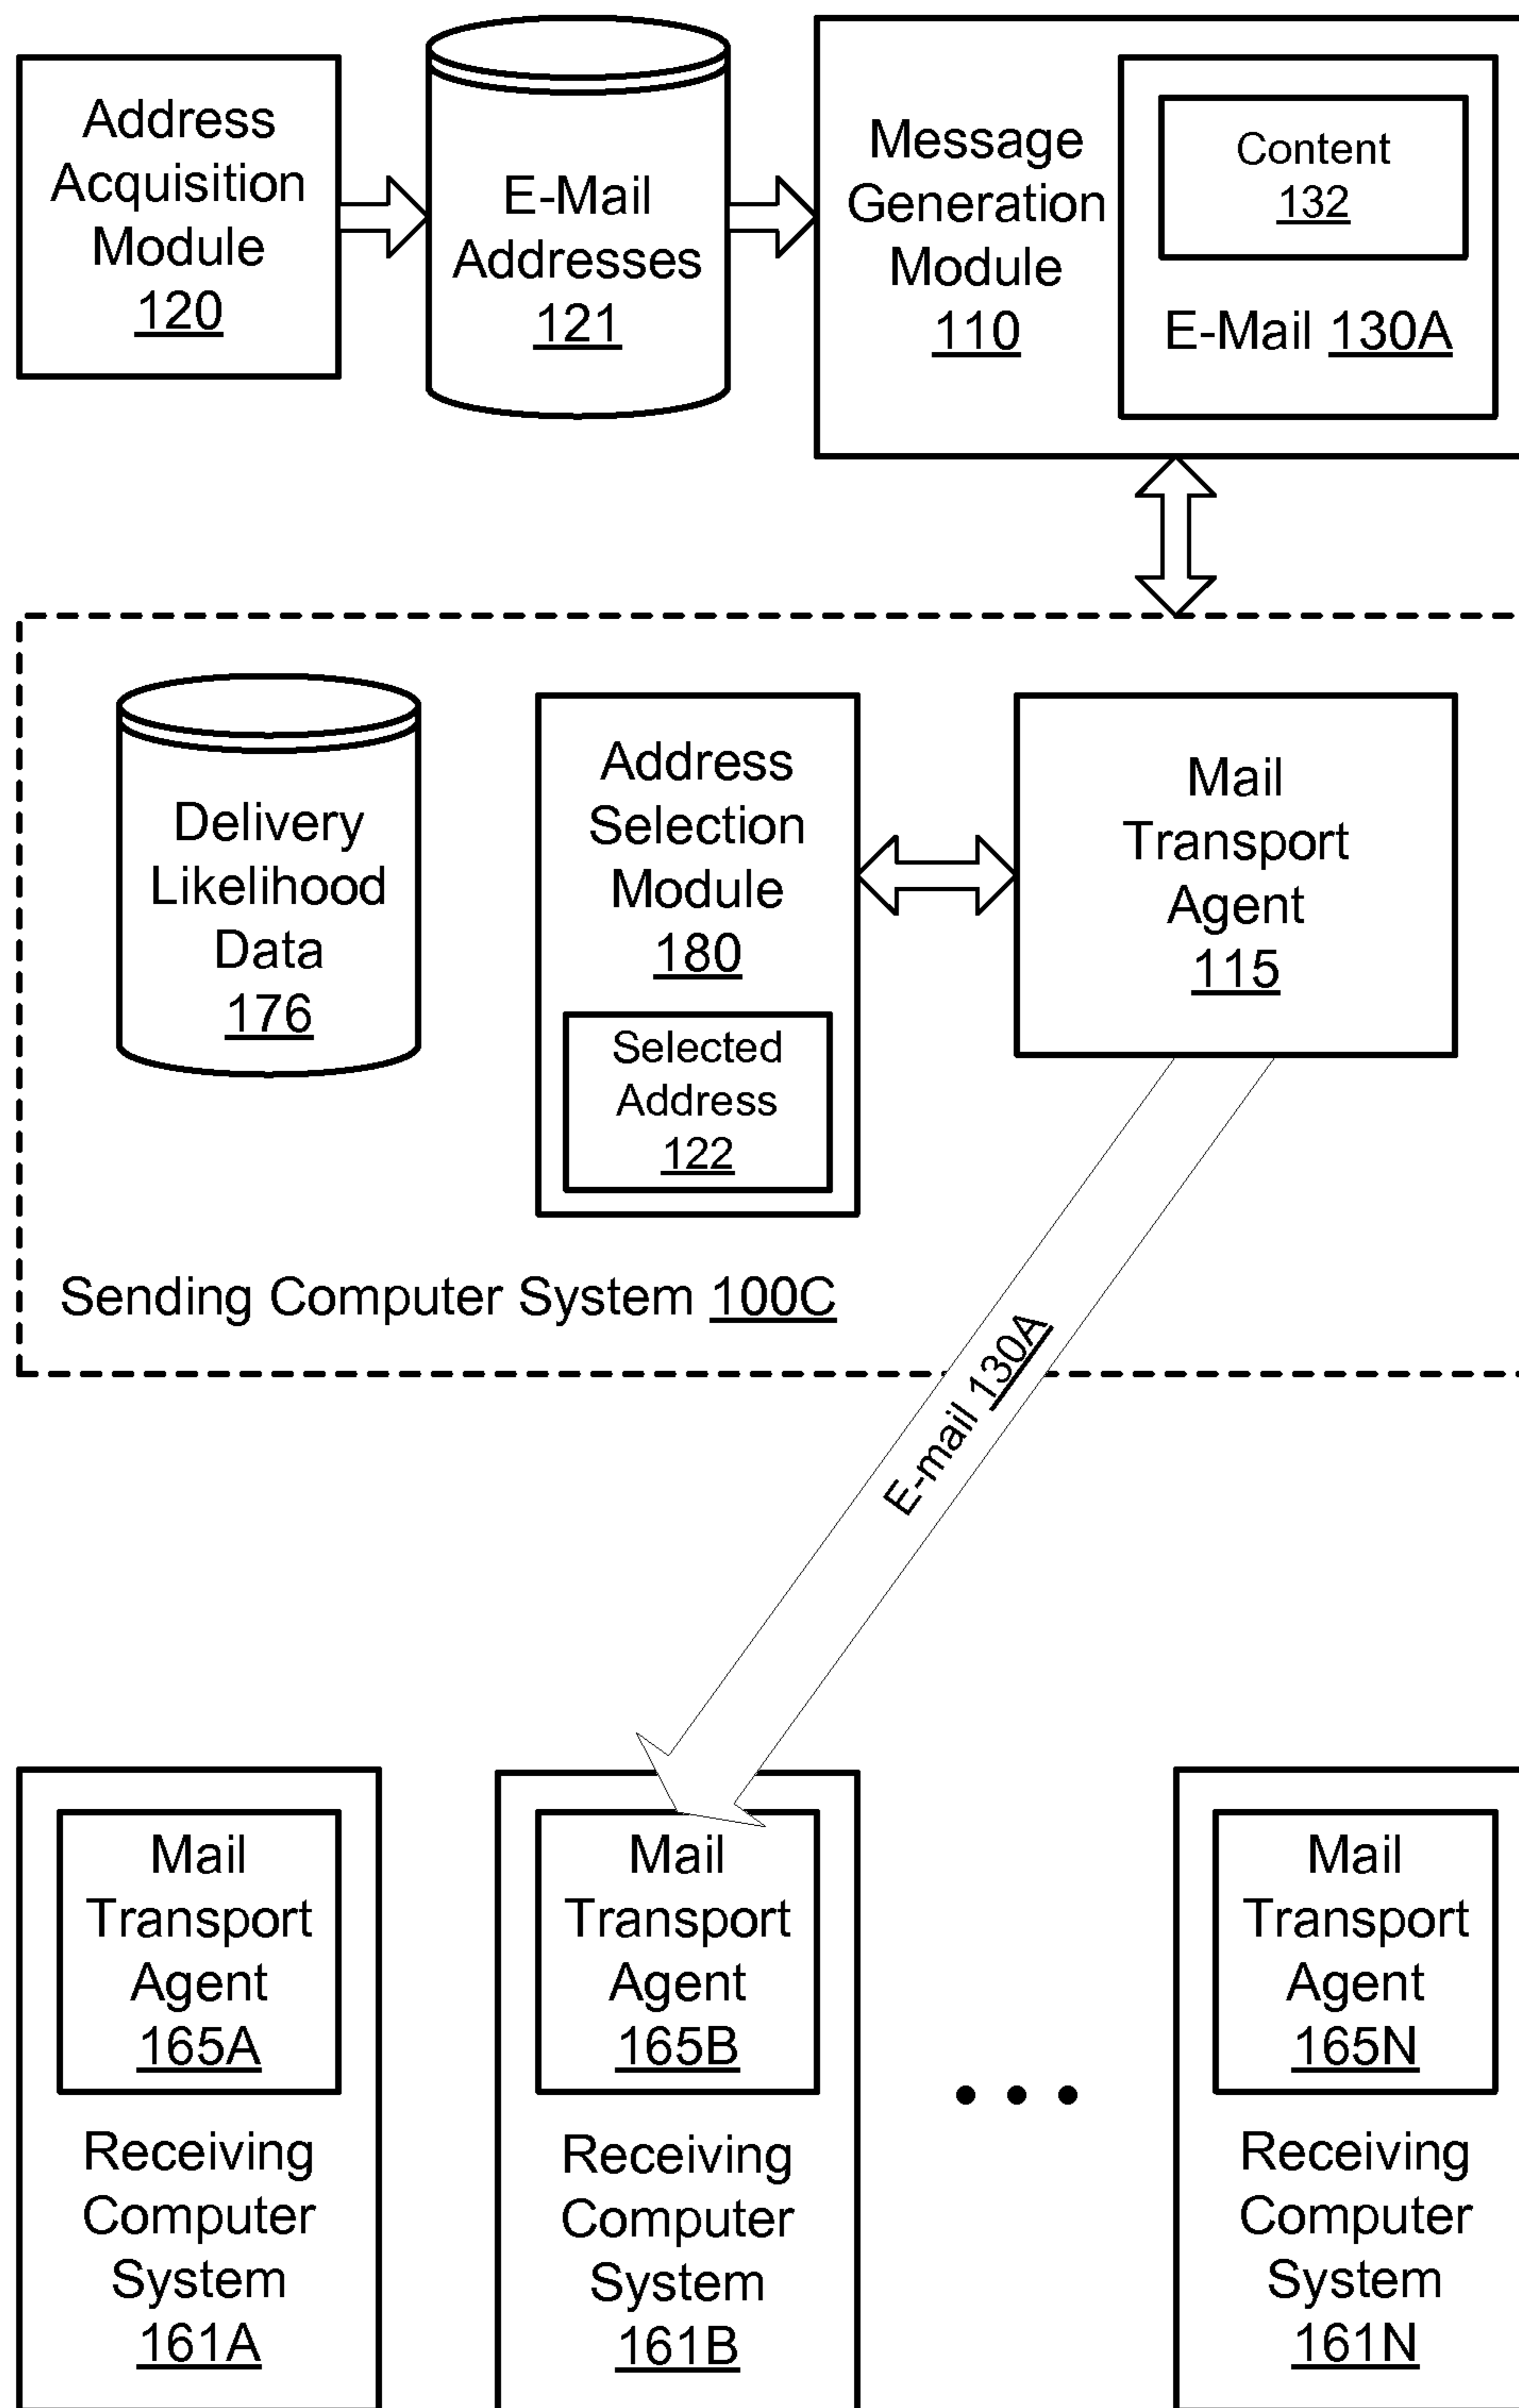 Address
Acquisition
Module
120
E-Mail
Addresses
121
Message
Generation
Module
110
Content
132
E-Mail 130A
Delivery
Likelihood
Data
176
Address
Selection
Module
180
Selected
Address
122
Mail
Transport
Agent
115
Sending Computer System 100C
E-mail 130A
Mail
Transport
Agent
165A
Receiving
Computer
System
161A
Mail
Transport
Agent
165B
Receiving
Computer
System
161B
Mail
Transport
Agent
165N
Receiving
Computer
System
161N